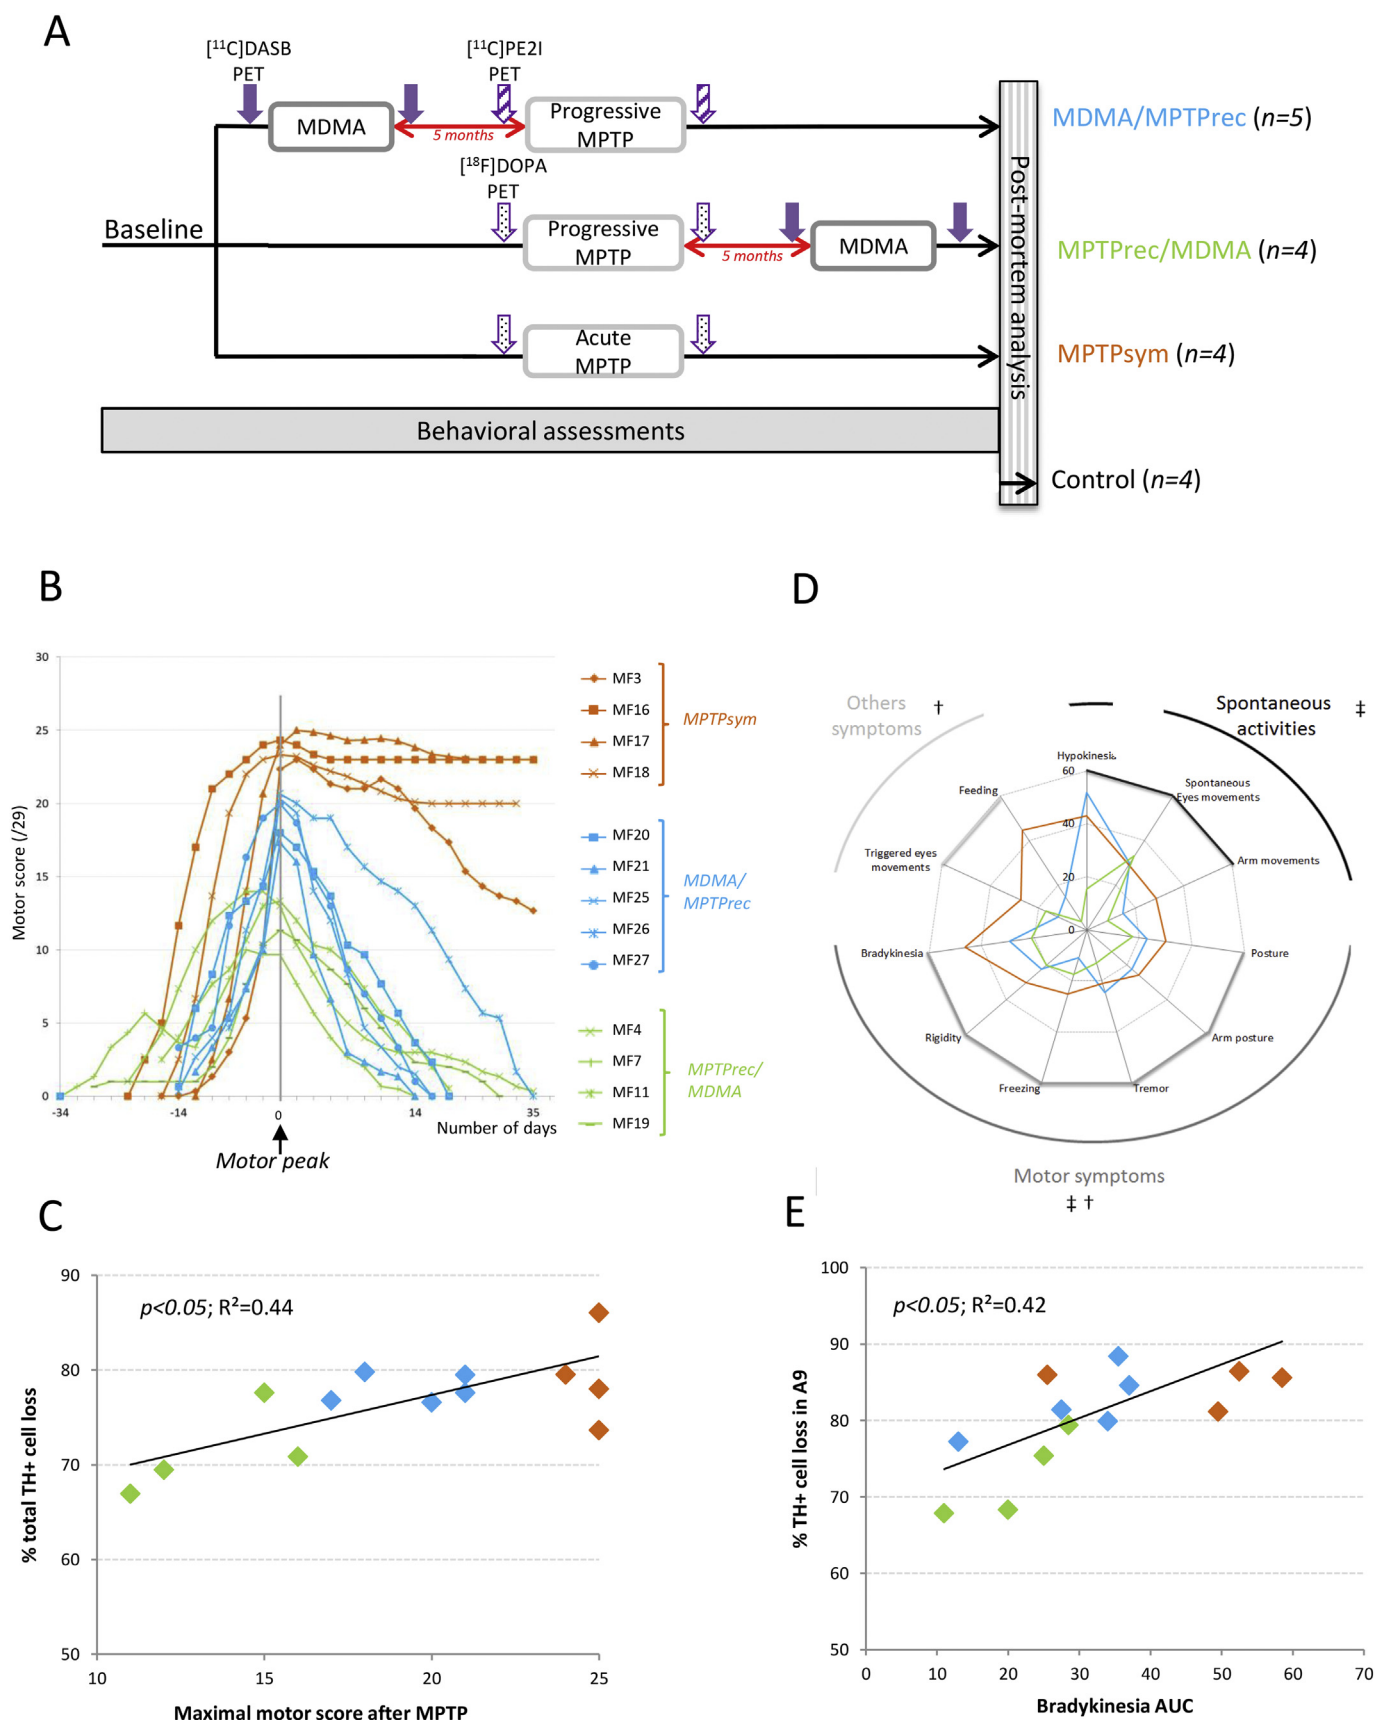 A
[11C]DASB
PET
[11C]PE2I
PET
MDMA
5 months
Progressive
MPTP
MDMA/MPTPrec (n=5)
[18F]DOPA
PET
Baseline
Progressive
MPTP
5 months
MDMA
MPTPrec/MDMA (n=4)
Acute
MPTP
MPTPsym (n=4)
Post-mortem analysis
Behavioral assessments
Control (n=4)
B
Motor score (/29)
30
25
20
15
10
5
0
-34
-14
0
14
35
Number of days
Motor peak
MF3
MF16
MF17
MF18
MPTPsym
MF20
MF21
MF25
MF26
MF27
MDMA/
MPTPrec
MF4
MF7
MF11
MF19
MPTPrec/
MDMA
D
Others
symptoms
†
Spontaneous
activities
‡
Hypokinesia
60
40
20
0
Spontaneous
Eyes movements
Arm movements
Posture
Arm posture
Tremor
Freezing
Rigidity
Bradykinesia
Triggered eyes
movements
Feeding
Motor symptoms
‡ †
C
p<0.05; R²=0.44
% total TH+ cell loss
90
80
70
60
50
10
15
20
25
Maximal motor score after MPTP
E
p<0.05; R²=0.42
% TH+ cell loss in A9
100
90
80
70
60
50
0
10
20
30
40
50
60
70
Bradykinesia AUC